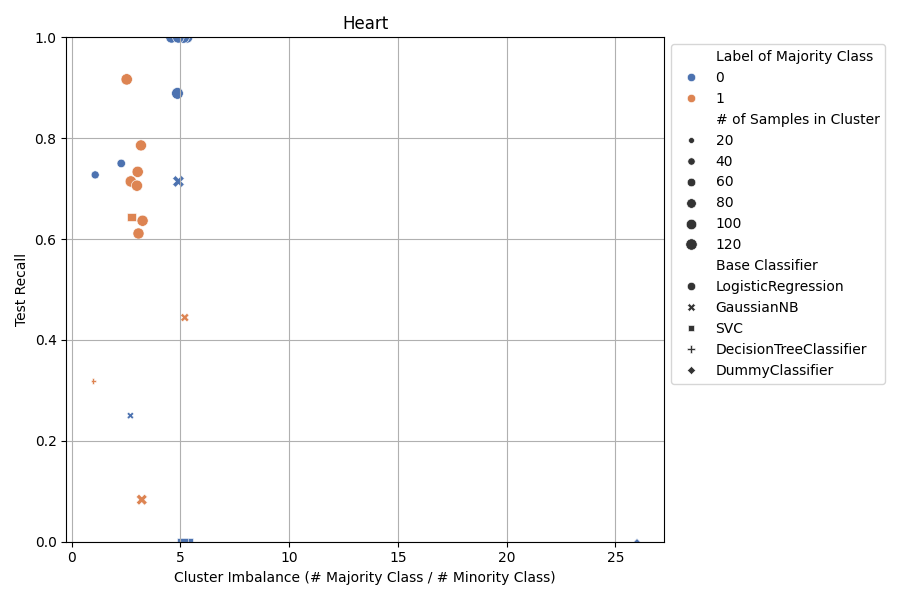 Heart
1.0
0.8
0.6
0.4
0.2
0.0
Test Recall
0
5
10
15
20
25
Cluster Imbalance (# Majority Class / # Minority Class)
Label of Majority Class
0
1
# of Samples in Cluster
20
40
60
80
100
120
Base Classifier
LogisticRegression
GaussianNB
SVC
DecisionTreeClassifier
DummyClassifier